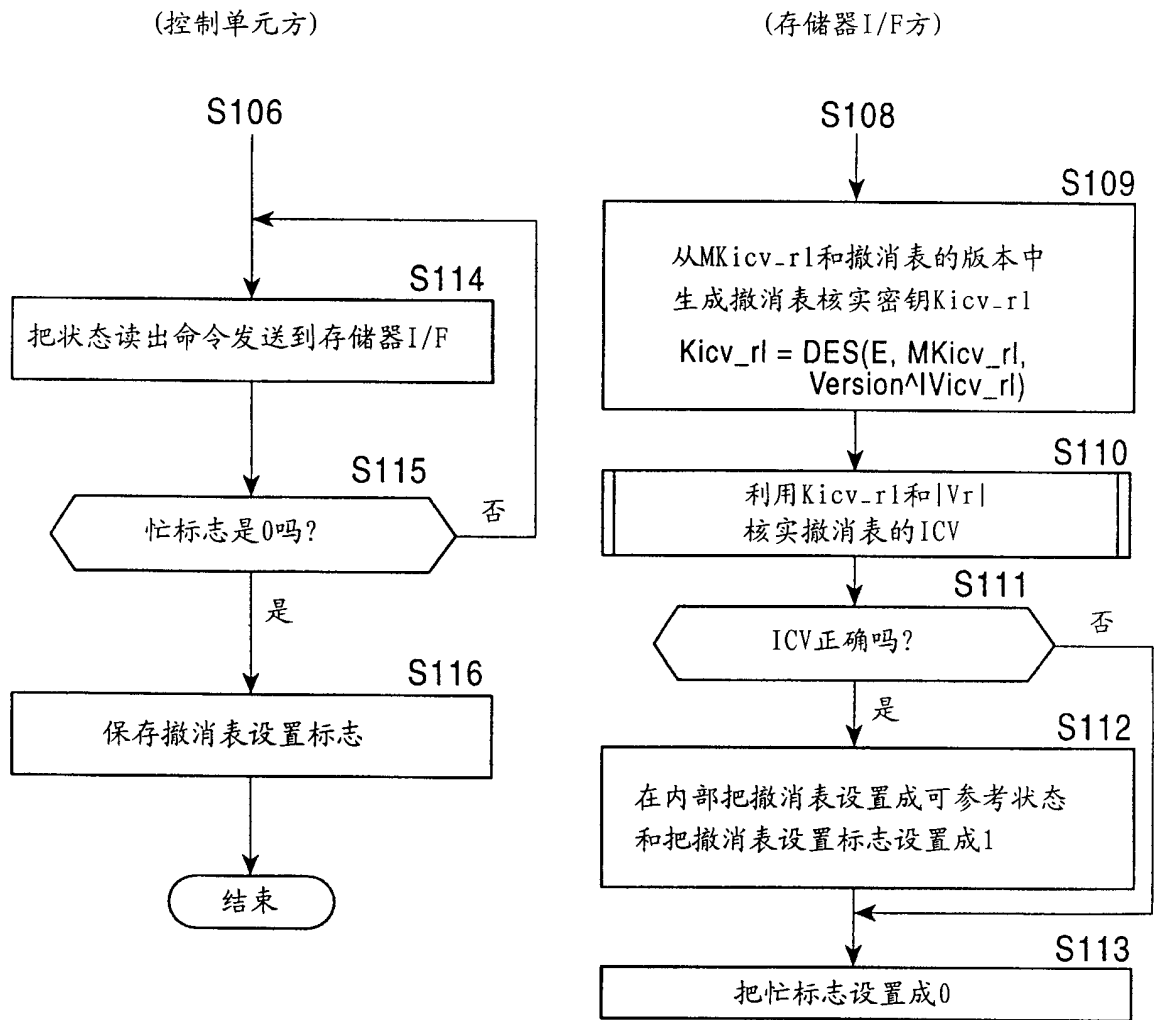 (控制单元方)
S106
S114
把状态读出命令发送到存储器I/F
S115
忙标志是0吗?
否
是
S116
保存撤消表设置标志
结束
(存储器I/F方)
S108
S109
从MKicv_rl和撤消表的版本中
生成撤消表核实密钥Kicv_rl
Kicv_rl = DES(E, MKicv_rl,
Version^IVicv_rl)
S110
利用Kicv_rl和|Vr|
核实撤消表的ICV
S111
ICV正确吗?
否
是
S112
在内部把撤消表设置成可参考状态
和把撤消表设置标志设置成1
S113
把忙标志设置成0